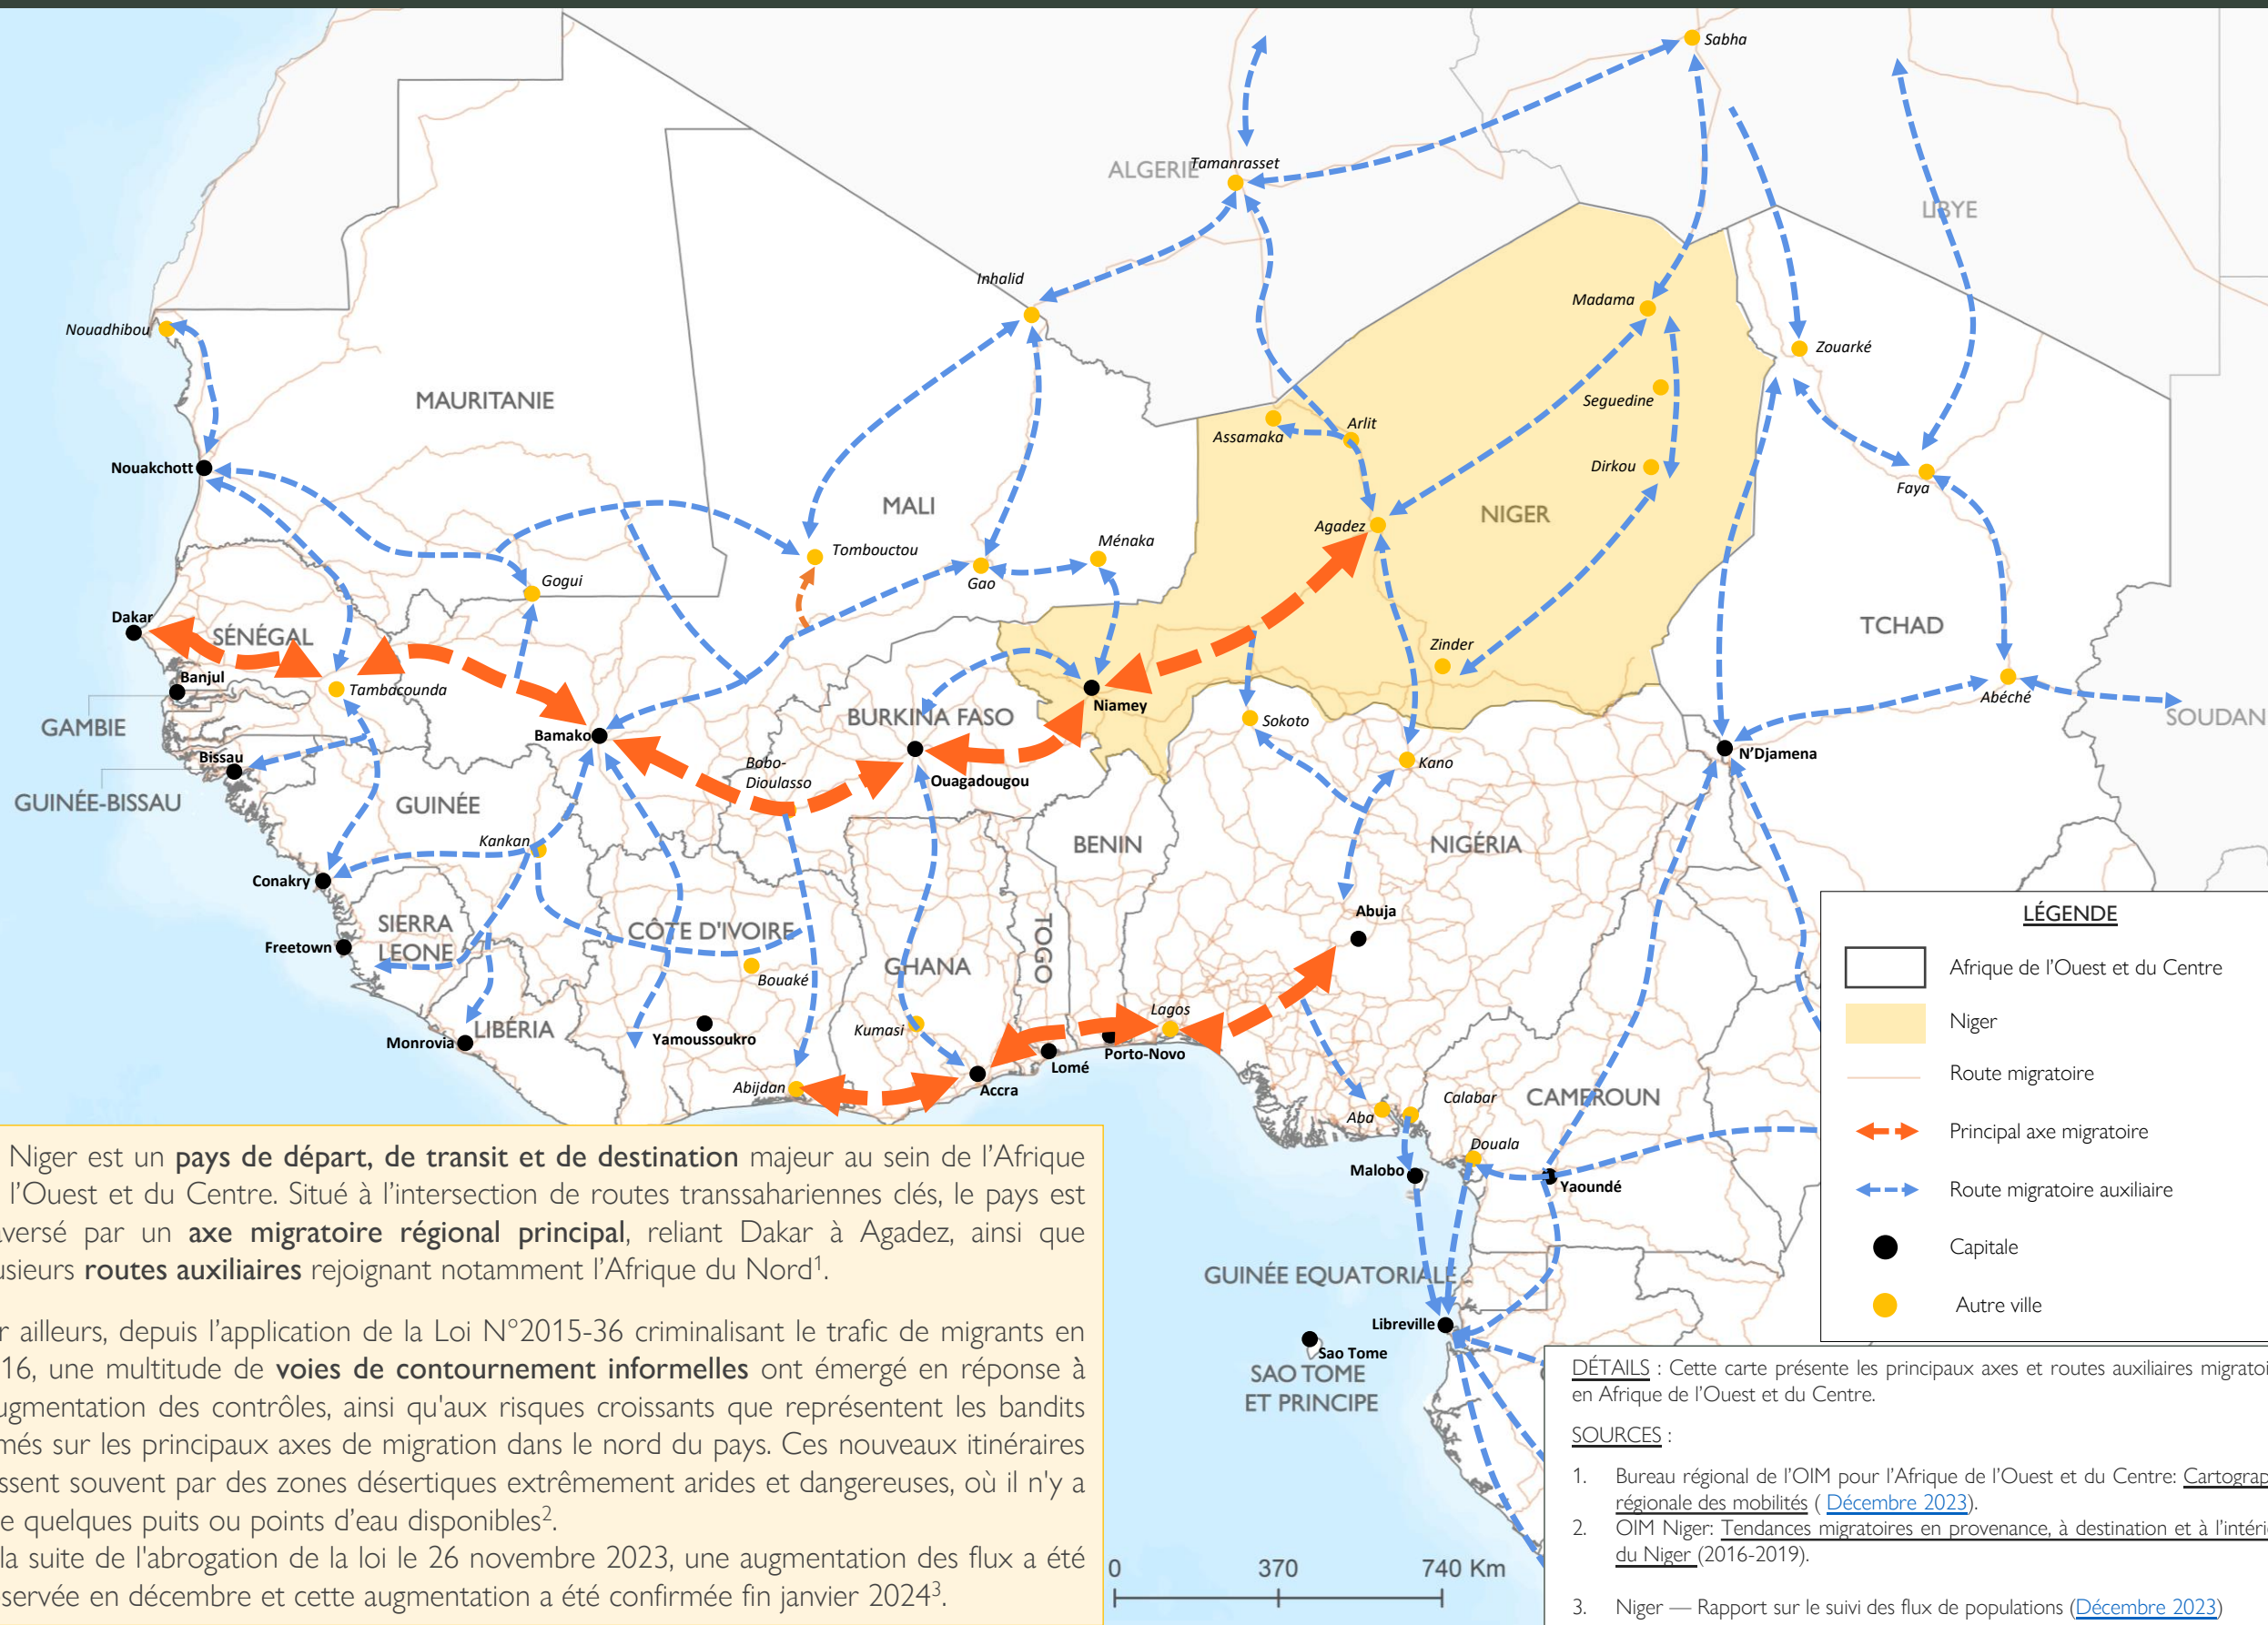 Sabha
Tamanrasset
ALGERIE
LIBYE
Inhalid
Madama
Nouadhibou
Zouarké
MAURITANIE
Seguedine
Arlit
Assamaka
Nouakchott
Dirkou
Faya
MALI
NIGER
Agadez
Tombouctou
Ménaka
Gogui
Gao
Dakar
SÉNÉGAL
TCHAD
Zinder
Banjul
Tambacounda
Abéché
Niamey
GAMBIE
BURKINA FASO
Sokoto
SOUDAN
Bamako
Bissau
Bobo-
Dioulasso
Ouagadougou
Kano
N'Djamena
GUINÉE-BISSAU
GUINÉE
Kankan
BENIN
NIGÉRIA
Conakry
Abuja
SIERRA
LEONE
CÔTE D'IVOIRE
TOGO
Freetown
GHANA
Bouaké
Lagos
LIBÉRIA
Kumasi
Monrovia
Yamoussoukro
Porto-Novo
Lomé
Abijdan
Accra
Calabar
CAMEROUN
Aba
Douala
Malobo
Yaoundé
GUINÉE EQUATORIALE
Libreville
Sao Tome
SAO TOME
ET PRINCIPE
LÉGENDE
Afrique de l'Ouest et du Centre
Niger
Route migratoire
Principal axe migratoire
Route migratoire auxiliaire
Capitale
Autre ville
Niger est un pays de départ, de transit et de destination majeur au sein de l'Afrique
l'Ouest et du Centre. Situé à l'intersection de routes transsahariennes clés, le pays est
aversé par un axe migratoire régional principal, reliant Dakar à Agadez, ainsi que
usieurs routes auxiliaires rejoignant notamment l'Afrique du Nord¹.
r ailleurs, depuis l'application de la Loi N°2015-36 criminalisant le trafic de migrants en
16, une multitude de voies de contournement informelles ont émergé en réponse à
ugmentation des contrôles, ainsi qu'aux risques croissants que représentent les bandits
més sur les principaux axes de migration dans le nord du pays. Ces nouveaux itinéraires
ssent souvent par des zones désertiques extrêmement arides et dangereuses, où il n'y a
e quelques puits ou points d'eau disponibles².
la suite de l'abrogation de la loi le 26 novembre 2023, une augmentation des flux a été
servée en décembre et cette augmentation a été confirmée fin janvier 2024³.
0 370 740 Km
DÉTAILS : Cette carte présente les principaux axes et routes auxiliaires migratoi
en Afrique de l'Ouest et du Centre.
SOURCES :
1. Bureau régional de l'OIM pour l'Afrique de l'Ouest et du Centre: Cartograp
régionale des mobilités ( Décembre 2023).
2. OIM Niger: Tendances migratoires en provenance, à destination et à l'intéri
du Niger (2016-2019).
3. Niger — Rapport sur le suivi des flux de populations (Décembre 2023)